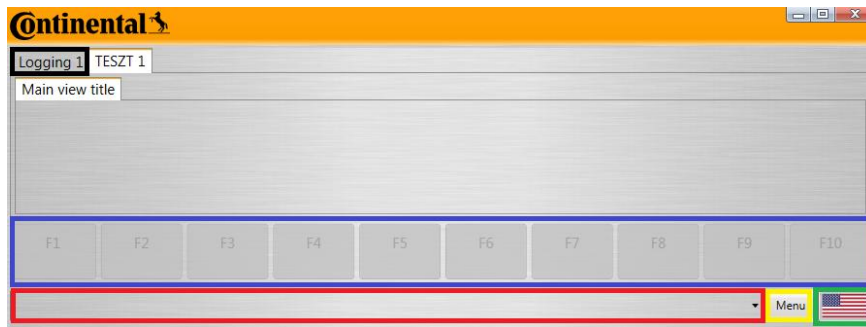 Continental
Logging 1 TESZT 1
Main view title
F1 F2 F3 F4 F5 F6 F7 F8 F9 F10
Menu